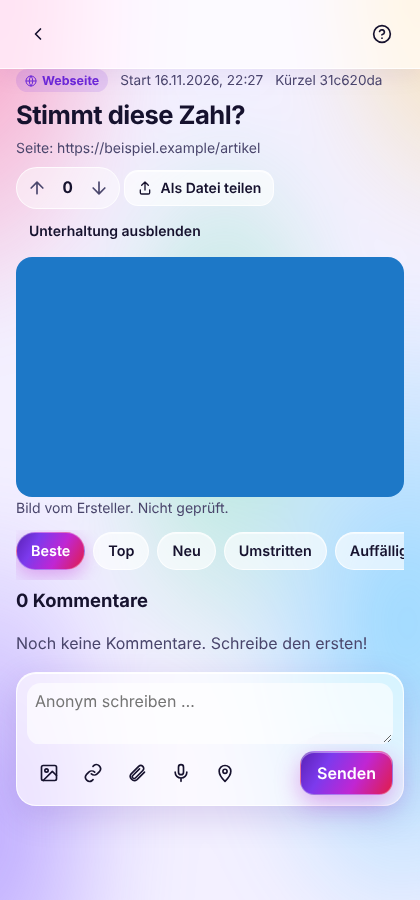 Webseite Start 16.11.2026, 22:27 Kürzel 31c620da
Stimmt diese Zahl?
Seite: https://beispiel.example/artikel
0 Als Datei teilen
Unterhaltung ausblenden
Bild vom Ersteller. Nicht geprüft.
Beste Top Neu Umstritten Auffällig
0 Kommentare
Noch keine Kommentare. Schreibe den ersten!
Anonym schreiben ...
Senden